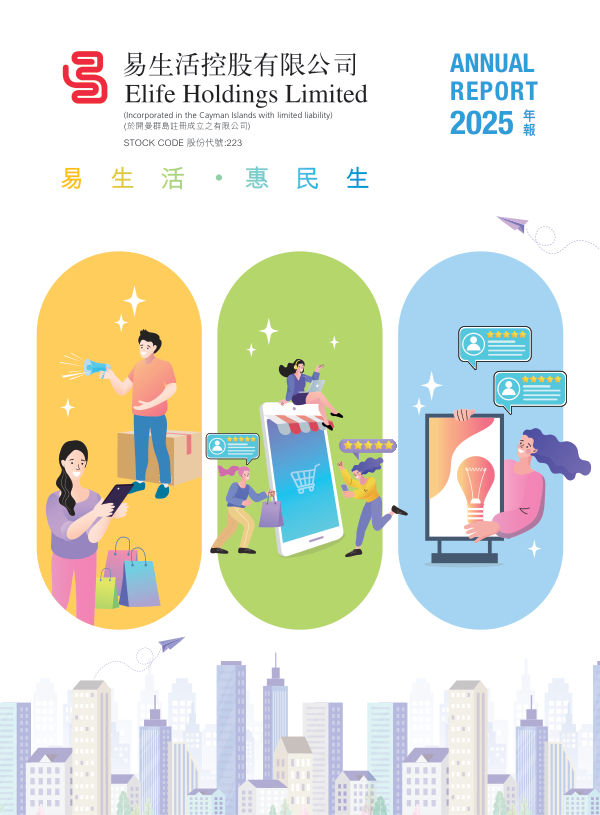 易生活控股有限公司
Elife Holdings Limited
(Incorporated in the Cayman Islands with limited liability)
(於開曼群島註冊成立之有限公司)
STOCK CODE 股份代號:223
ANNUAL
REPORT
2025 年報
易生活•惠民生